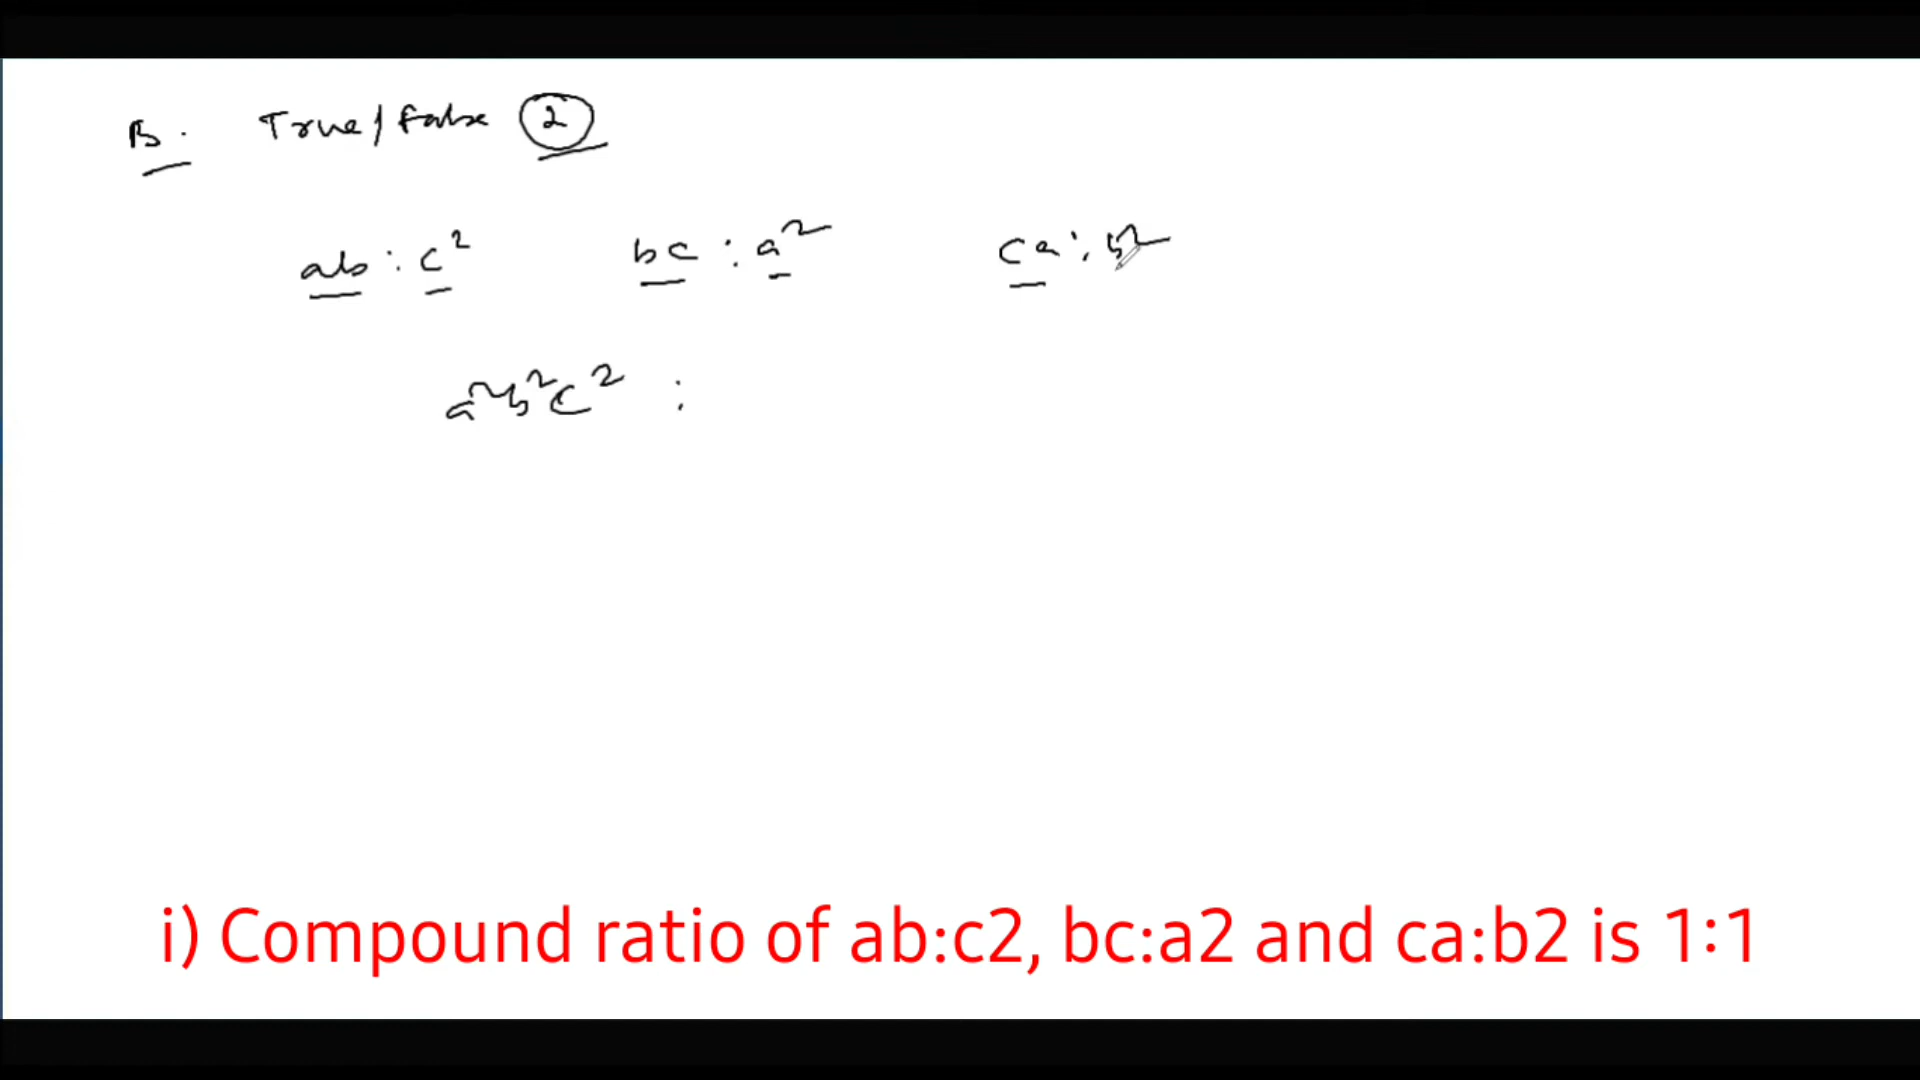 B. True/False 2
ab : c² bc : a² ca : b²
a²b²c² :
i) Compound ratio of ab:c2, bc:a2 and ca:b2 is 1:1